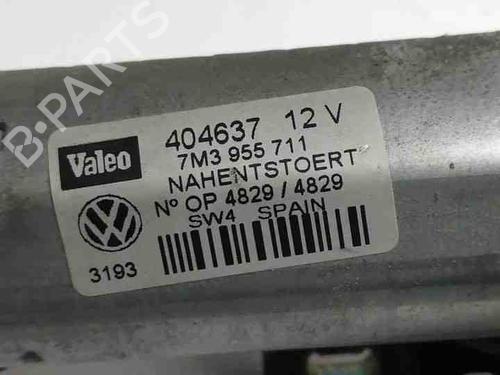 B-PARTS
Valeo
404637 12 V
7M3 955 711
NAHENTSTOERT
Nº OP 4829 / 4829
SW4 SPAIN
3193